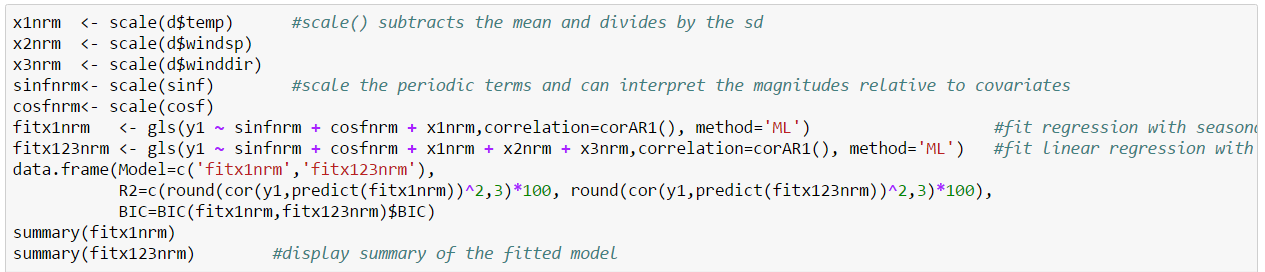 x1nrm <- scale(d$temp) #scale() subtracts the mean and divides by the sd
x2nrm <- scale(d$windsp)
x3nrm <- scale(d$winddir)
sinfnrm<- scale(sinf) #scale the periodic terms and can interpret the magnitudes relative to covariates
cosfnrm<- scale(cosf)
fitx1nrm <- gls(y1 ~ sinfnrm + cosfnrm + x1nrm,correlation=corAR1(), method='ML') #fit regression with season
fitx123nrm <- gls(y1 ~ sinfnrm + cosfnrm + x1nrm + x2nrm + x3nrm,correlation=corAR1(), method='ML') #fit linear regression with
data.frame(Model=c('fitx1nrm','fitx123nrm'),
R2=c(round(cor(y1,predict(fitx1nrm))^2,3)*100, round(cor(y1,predict(fitx123nrm))^2,3)*100),
BIC=BIC(fitx1nrm,fitx123nrm)$BIC)
summary(fitx1nrm)
summary(fitx123nrm) #display summary of the fitted model